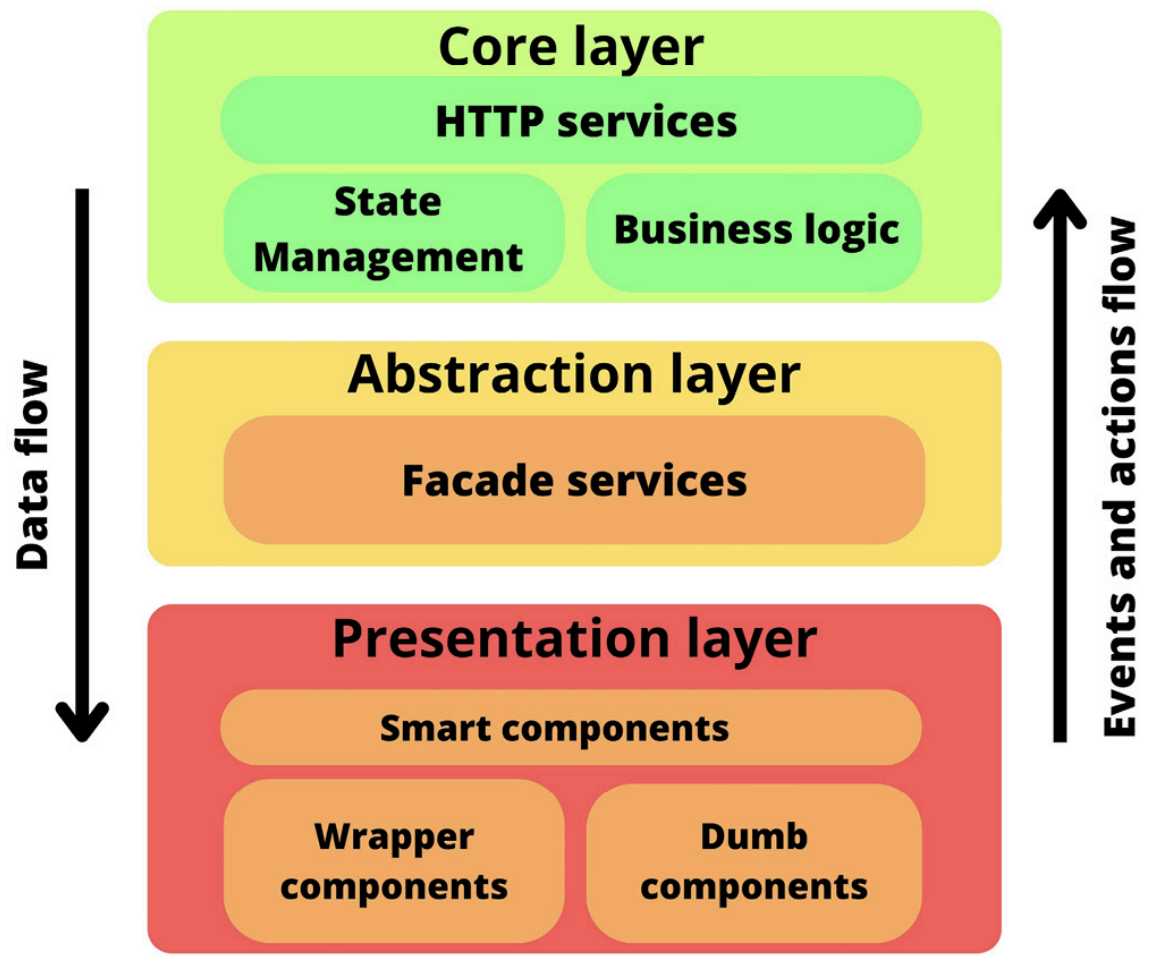 Core layer
HTTP services
State
Management
Business logic
Data flow
Events and actions flow
Abstraction layer
Facade services
Presentation layer
Smart components
Wrapper
components
Dumb
components